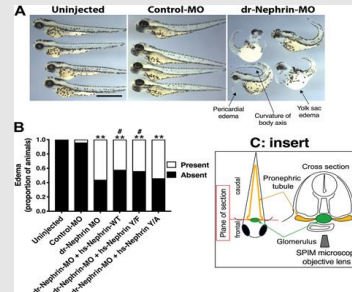 A
Uninjected
Control-MO
dr-Nephrin-MO
Pericardial
edema
Curvature of
body axis
Yolk sac
edema
B
Edema
(proportion of animals)
1.0
0.8
0.6
0.4
0.2
0.0
**
#
**
#
**
**
Present
Absent
Uninjected
Control-MO
dr-Nephrin MO
dr-Nephrin-MO + hs-Nephrin-WT
dr-Nephrin-MO + hs-Nephrin Y/F
dr-Nephrin-MO + hs-Nephrin Y/A
C: insert
Plane of section
frontal
caudal
Pronephric
tubule
Cross section
Glomerulus
SPIM microscope
objective lens